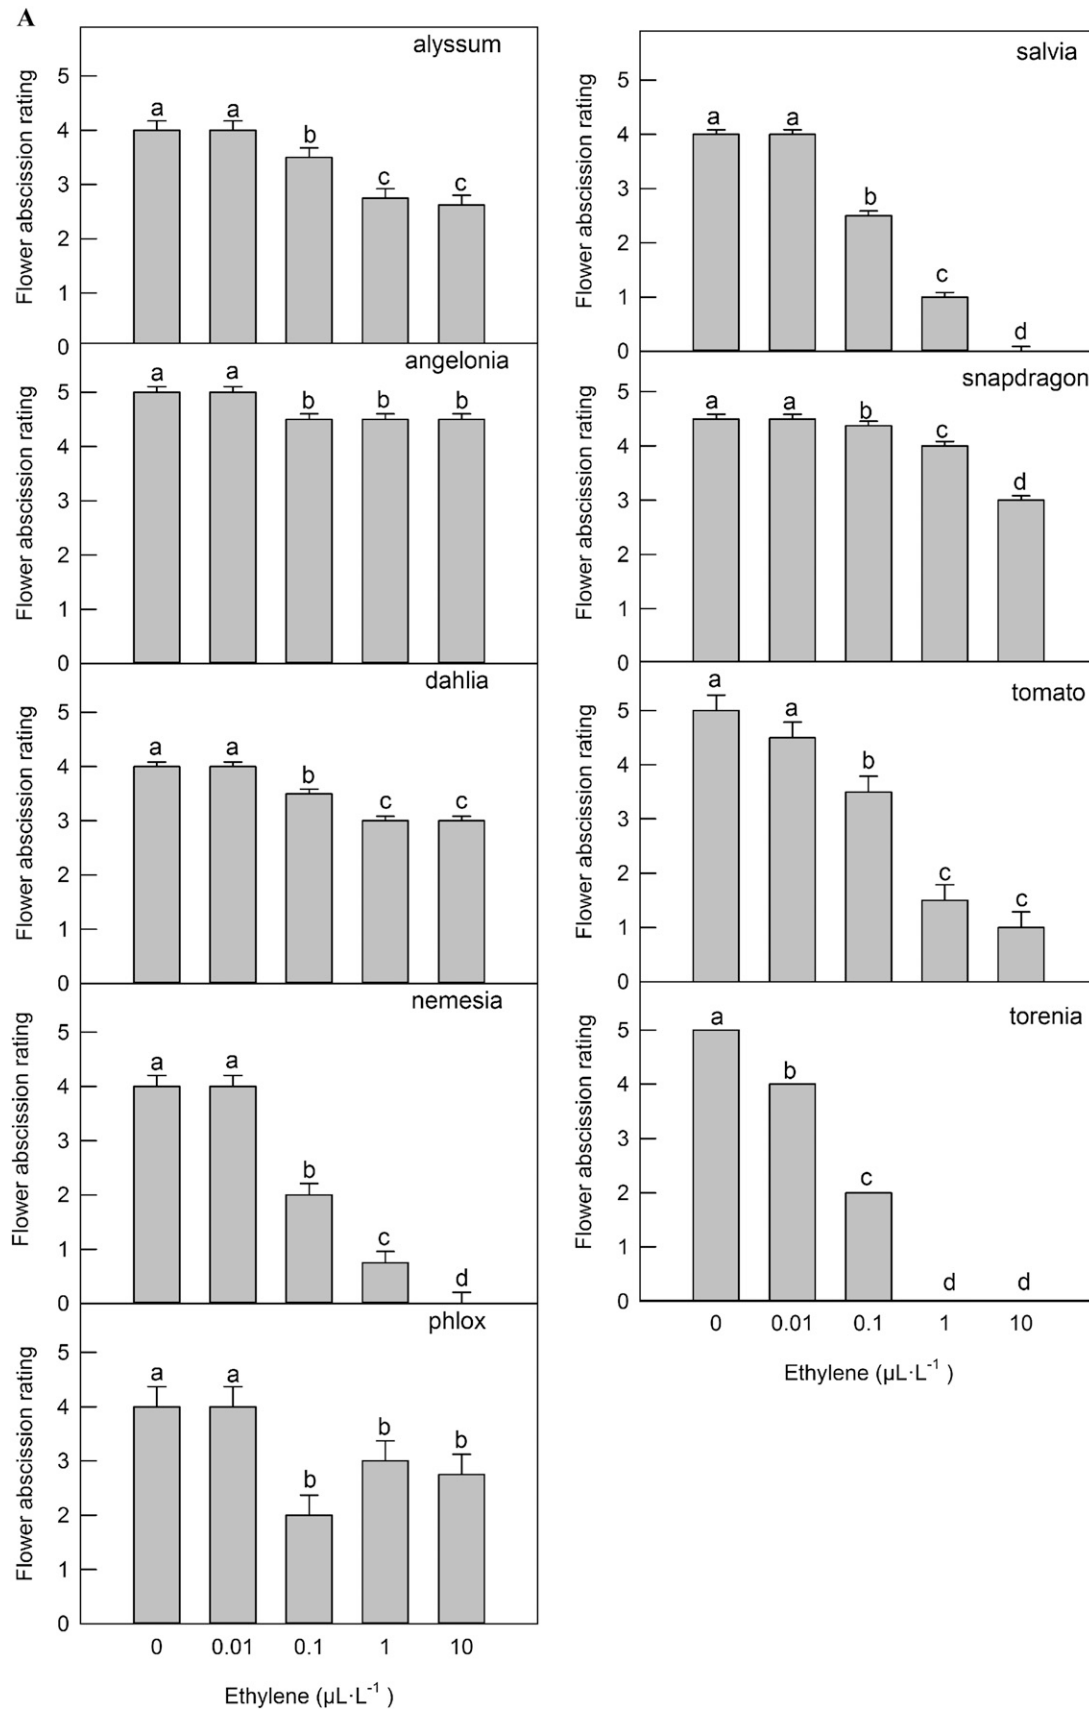 A
alyssum
Flower abscission rating
5
4
3
2
1
0
a a b c c
angelonia
Flower abscission rating
5
4
3
2
1
0
a a b b b
dahlia
Flower abscission rating
5
4
3
2
1
0
a a b c c
nemesia
Flower abscission rating
5
4
3
2
1
0
a a b c d
phlox
Flower abscission rating
5
4
3
2
1
0
a a b b b
0 0.01 0.1 1 10
Ethylene (µL·L⁻¹ )
salvia
Flower abscission rating
5
4
3
2
1
0
a a b c d
snapdragon
Flower abscission rating
5
4
3
2
1
0
a a b c d
tomato
Flower abscission rating
5
4
3
2
1
0
a a b c c
torenia
Flower abscission rating
5
4
3
2
1
0
a b c d d
0 0.01 0.1 1 10
Ethylene (µL·L⁻¹ )